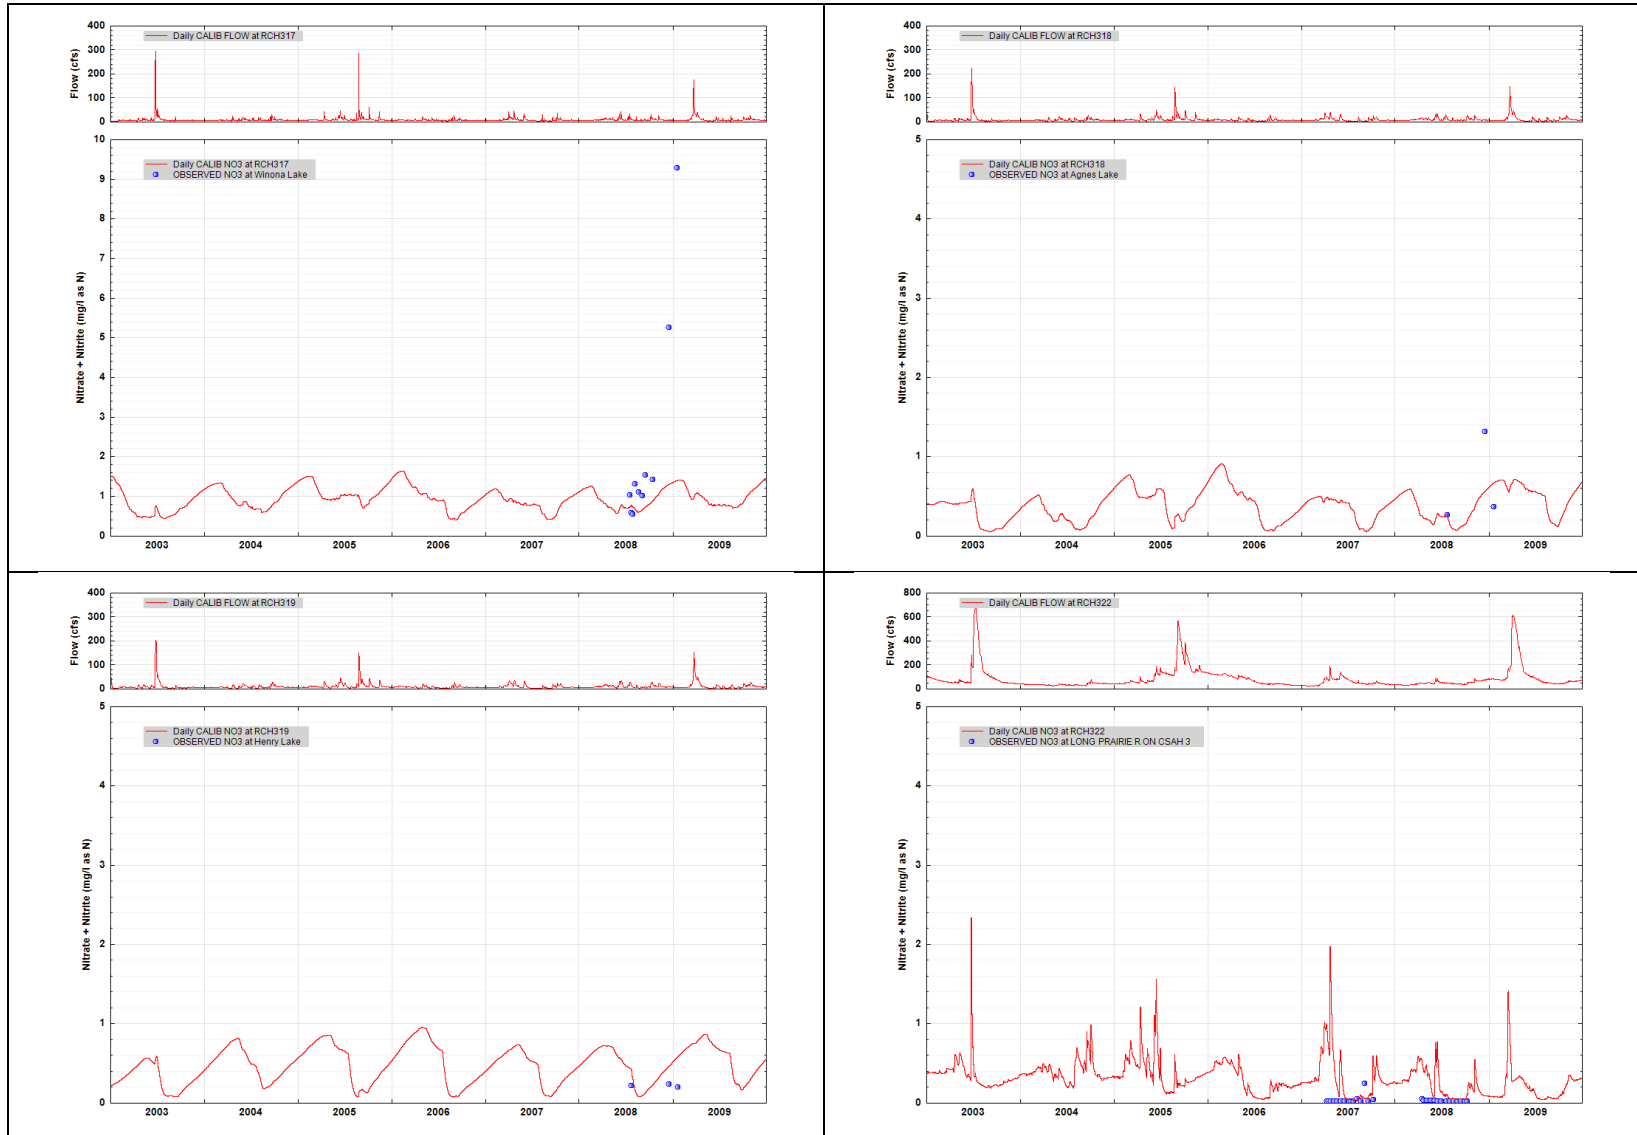 400
300
200
100
0
Flow (cfs)
Daily CALIB FLOW at RCH317
10
9
8
7
6
5
4
3
2
1
0
Nitrate + Nitrite (mg/l as N)
Daily CALIB NO3 at RCH317
OBSERVED NO3 at Winona Lake
2003 2004 2005 2006 2007 2008 2009
400
300
200
100
0
Flow (cfs)
Daily CALIB FLOW at RCH318
5
4
3
2
1
0
Nitrate + Nitrite (mg/l as N)
Daily CALIB NO3 at RCH318
OBSERVED NO3 at Agnes Lake
2003 2004 2005 2006 2007 2008 2009
400
300
200
100
0
Flow (cfs)
Daily CALIB FLOW at RCH319
5
4
3
2
1
0
Nitrate + Nitrite (mg/l as N)
Daily CALIB NO3 at RCH319
OBSERVED NO3 at Henry Lake
2003 2004 2005 2006 2007 2008 2009
800
600
400
200
0
Flow (cfs)
Daily CALIB FLOW at RCH322
5
4
3
2
1
0
Nitrate + Nitrite (mg/l as N)
Daily CALIB NO3 at RCH322
OBSERVED NO3 at LONG PRAIRIE R ON CSAH 3
2003 2004 2005 2006 2007 2008 2009